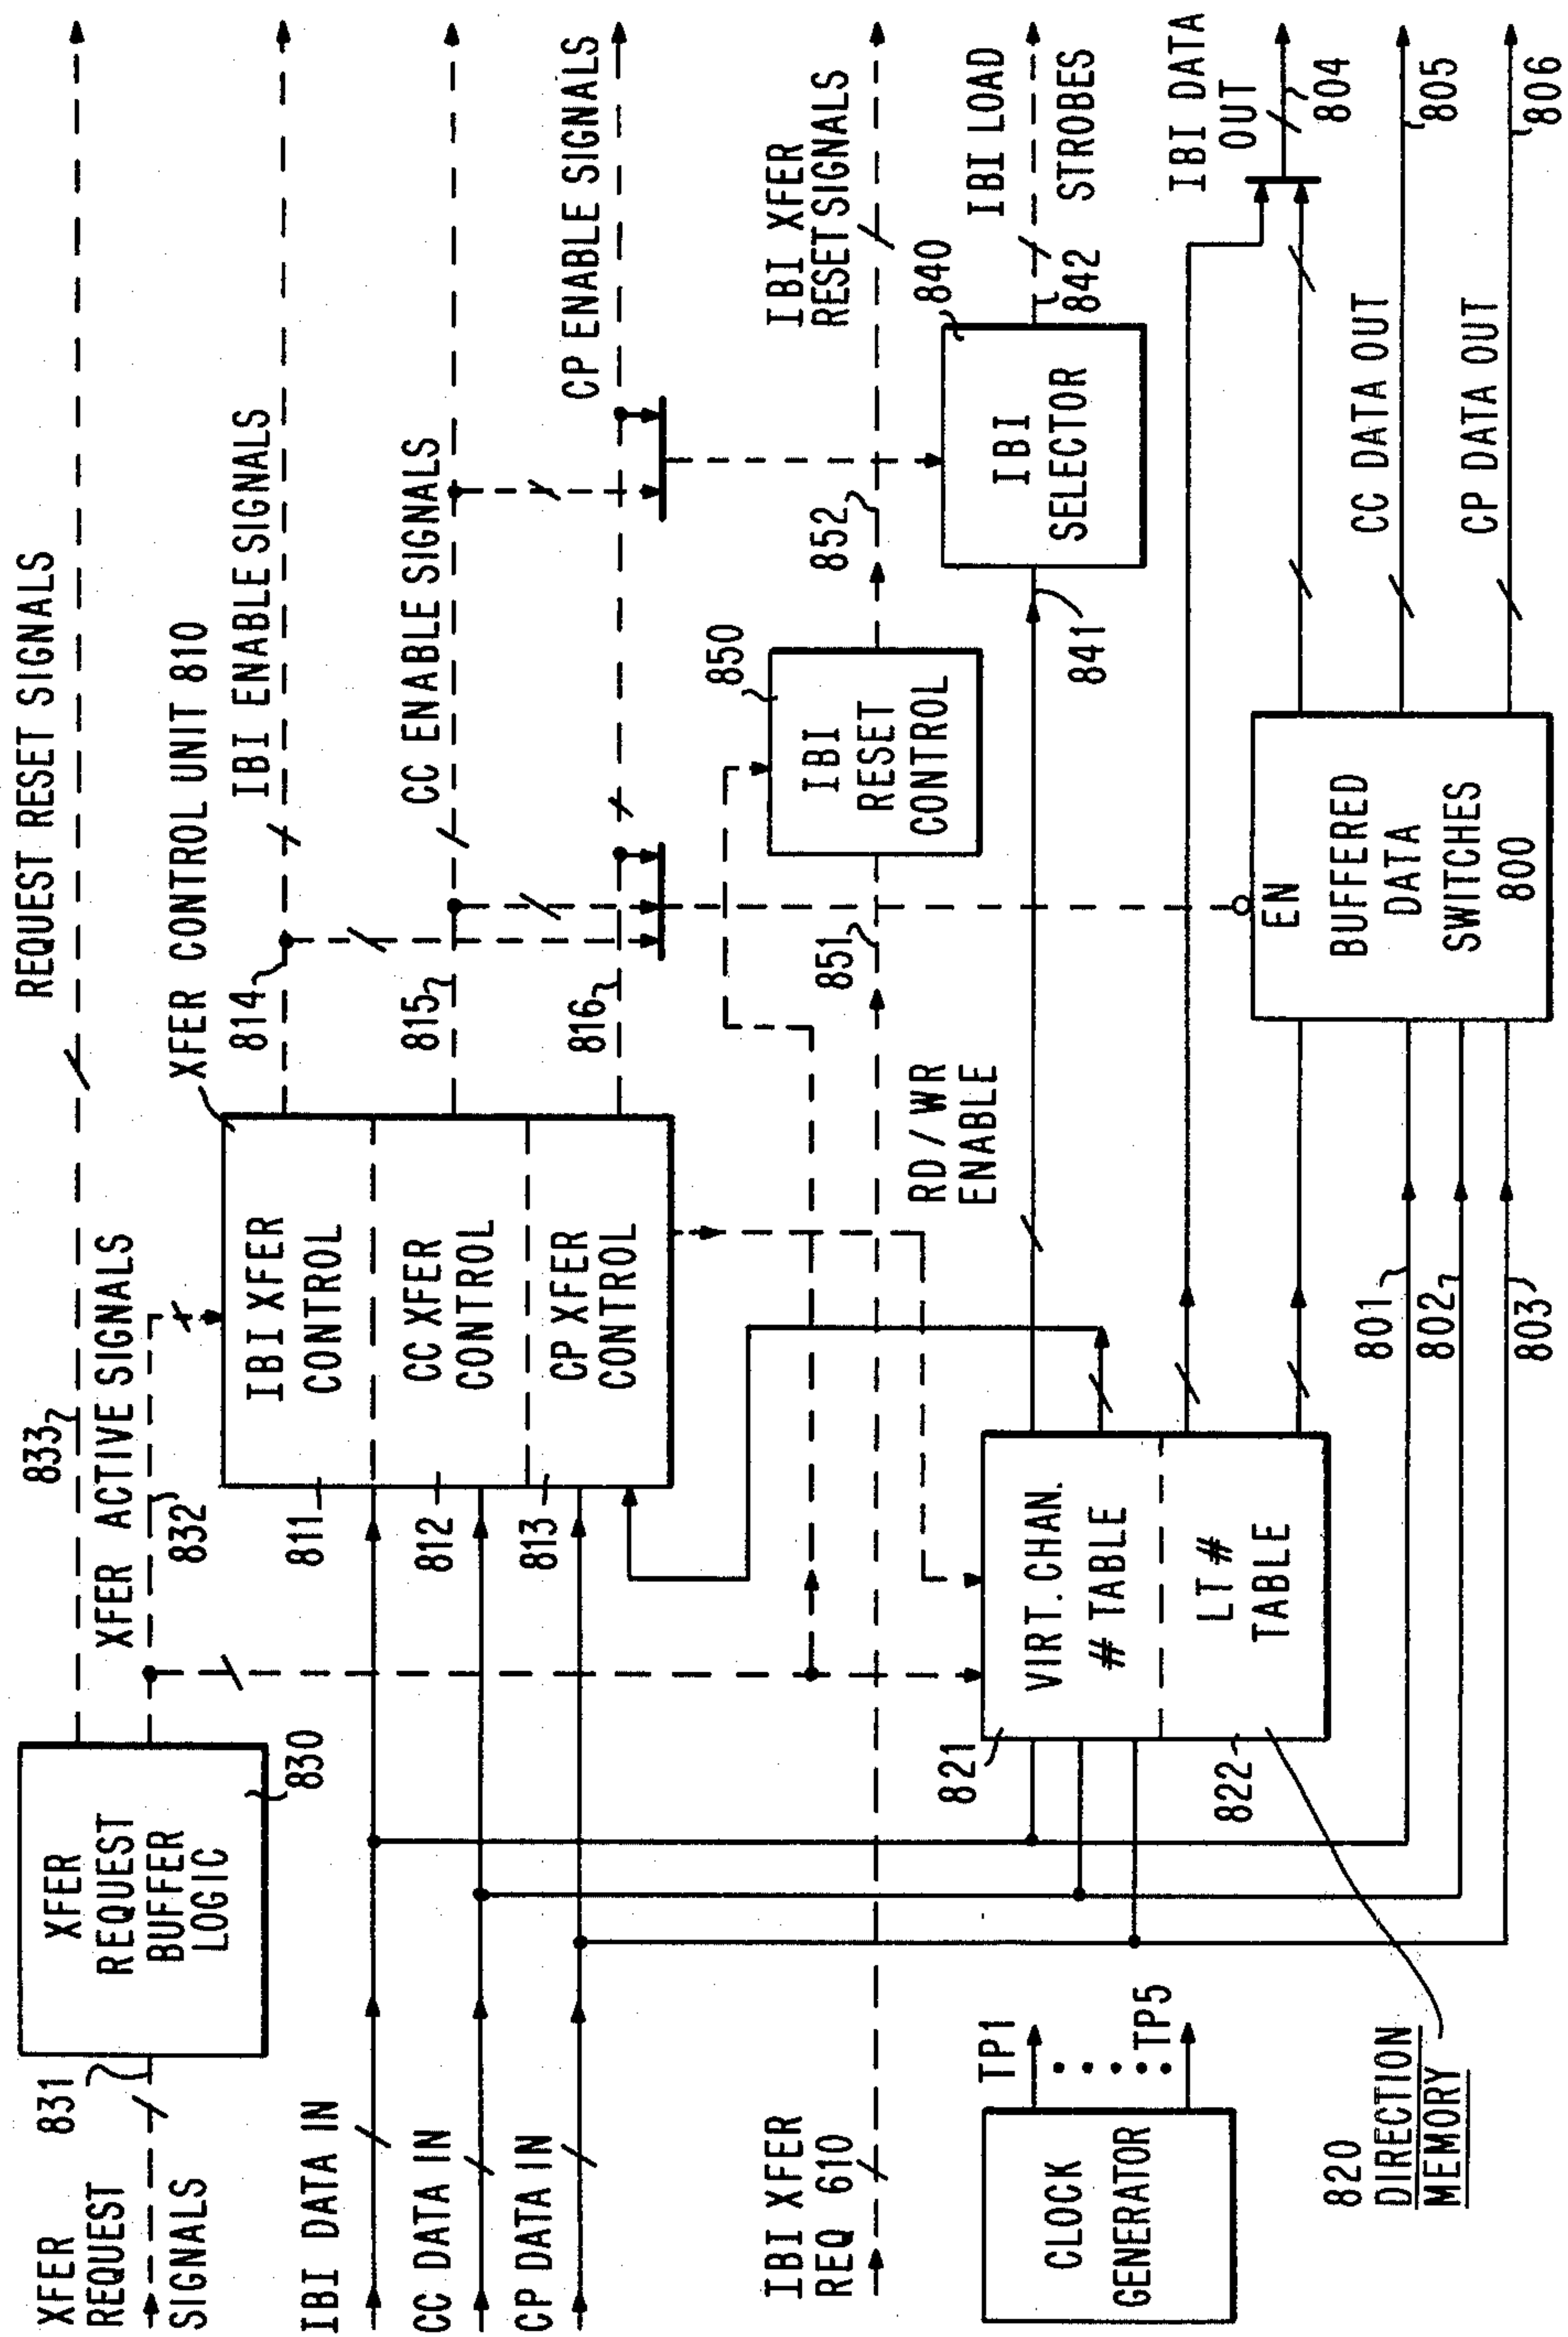 XFER
REQUEST
SIGNALS
831
XFER
REQUEST
BUFFER
LOGIC
830
833
REQUEST RESET SIGNALS
XFER ACTIVE SIGNALS
832
XFER CONTROL UNIT 810
IBI XFER
CONTROL
CC XFER
CONTROL
CP XFER
CONTROL
811
812
813
814
815
816
IBI ENABLE SIGNALS
CC ENABLE SIGNALS
CP ENABLE SIGNALS
IBI DATA IN
CC DATA IN
CP DATA IN
IBI XFER
REQ 610
851
850
IBI
RESET
CONTROL
852
IBI XFER
RESET SIGNALS
RD/WR
ENABLE
VIRT. CHAN.
# TABLE
LT #
TABLE
821
822
820
DIRECTION
MEMORY
841
840
IBI
SELECTOR
842
IBI LOAD
STROBES
CLOCK
GENERATOR
TP1
TP5
801
802
803
EN
BUFFERED
DATA
SWITCHES
800
IBI DATA
OUT
804
CC DATA OUT
805
CP DATA OUT
806